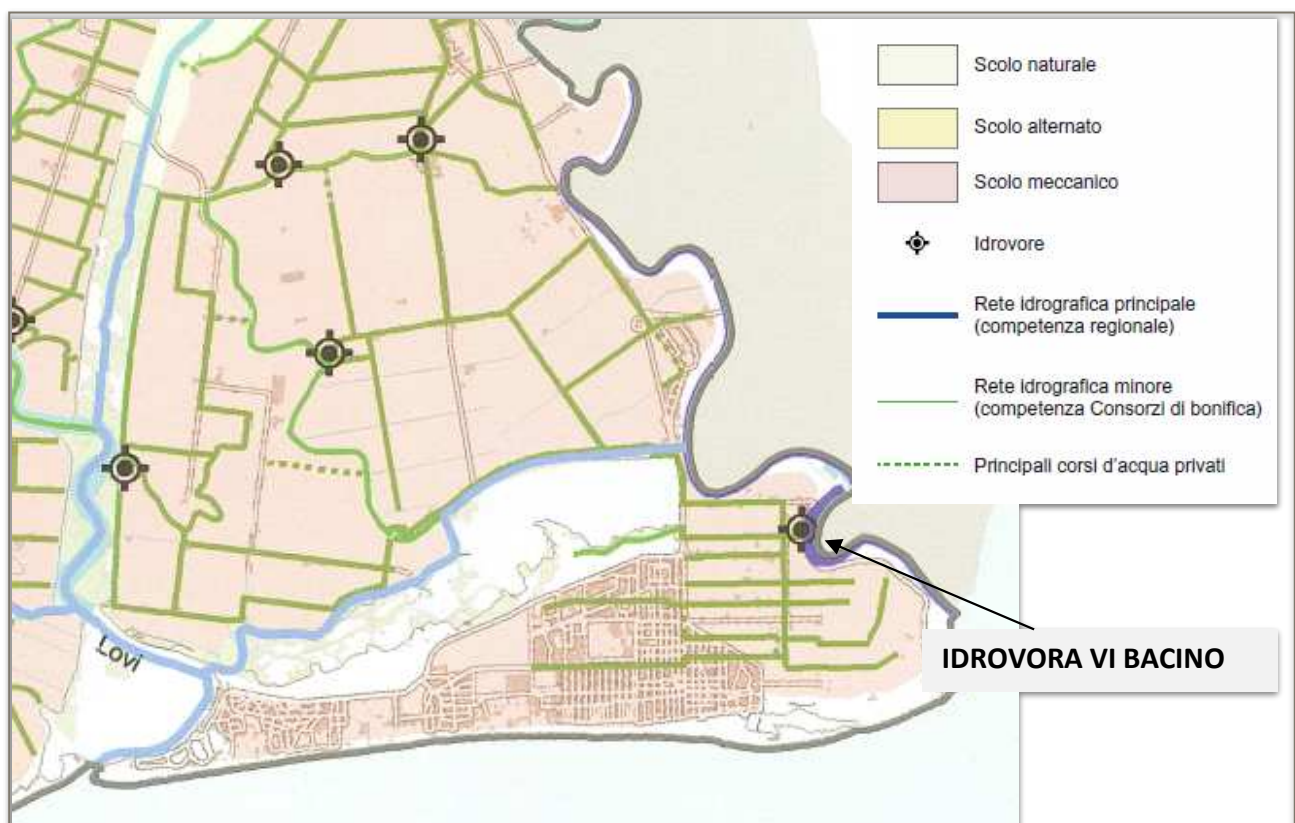 Scolo naturale
Scolo alternato
Scolo meccanico
Idrovore
Rete idrografica principale
(competenza regionale)
Rete idrografica minore
(competenza Consorzi di bonifica)
Principali corsi d'acqua privati
Lovi
IDROVORA VI BACINO